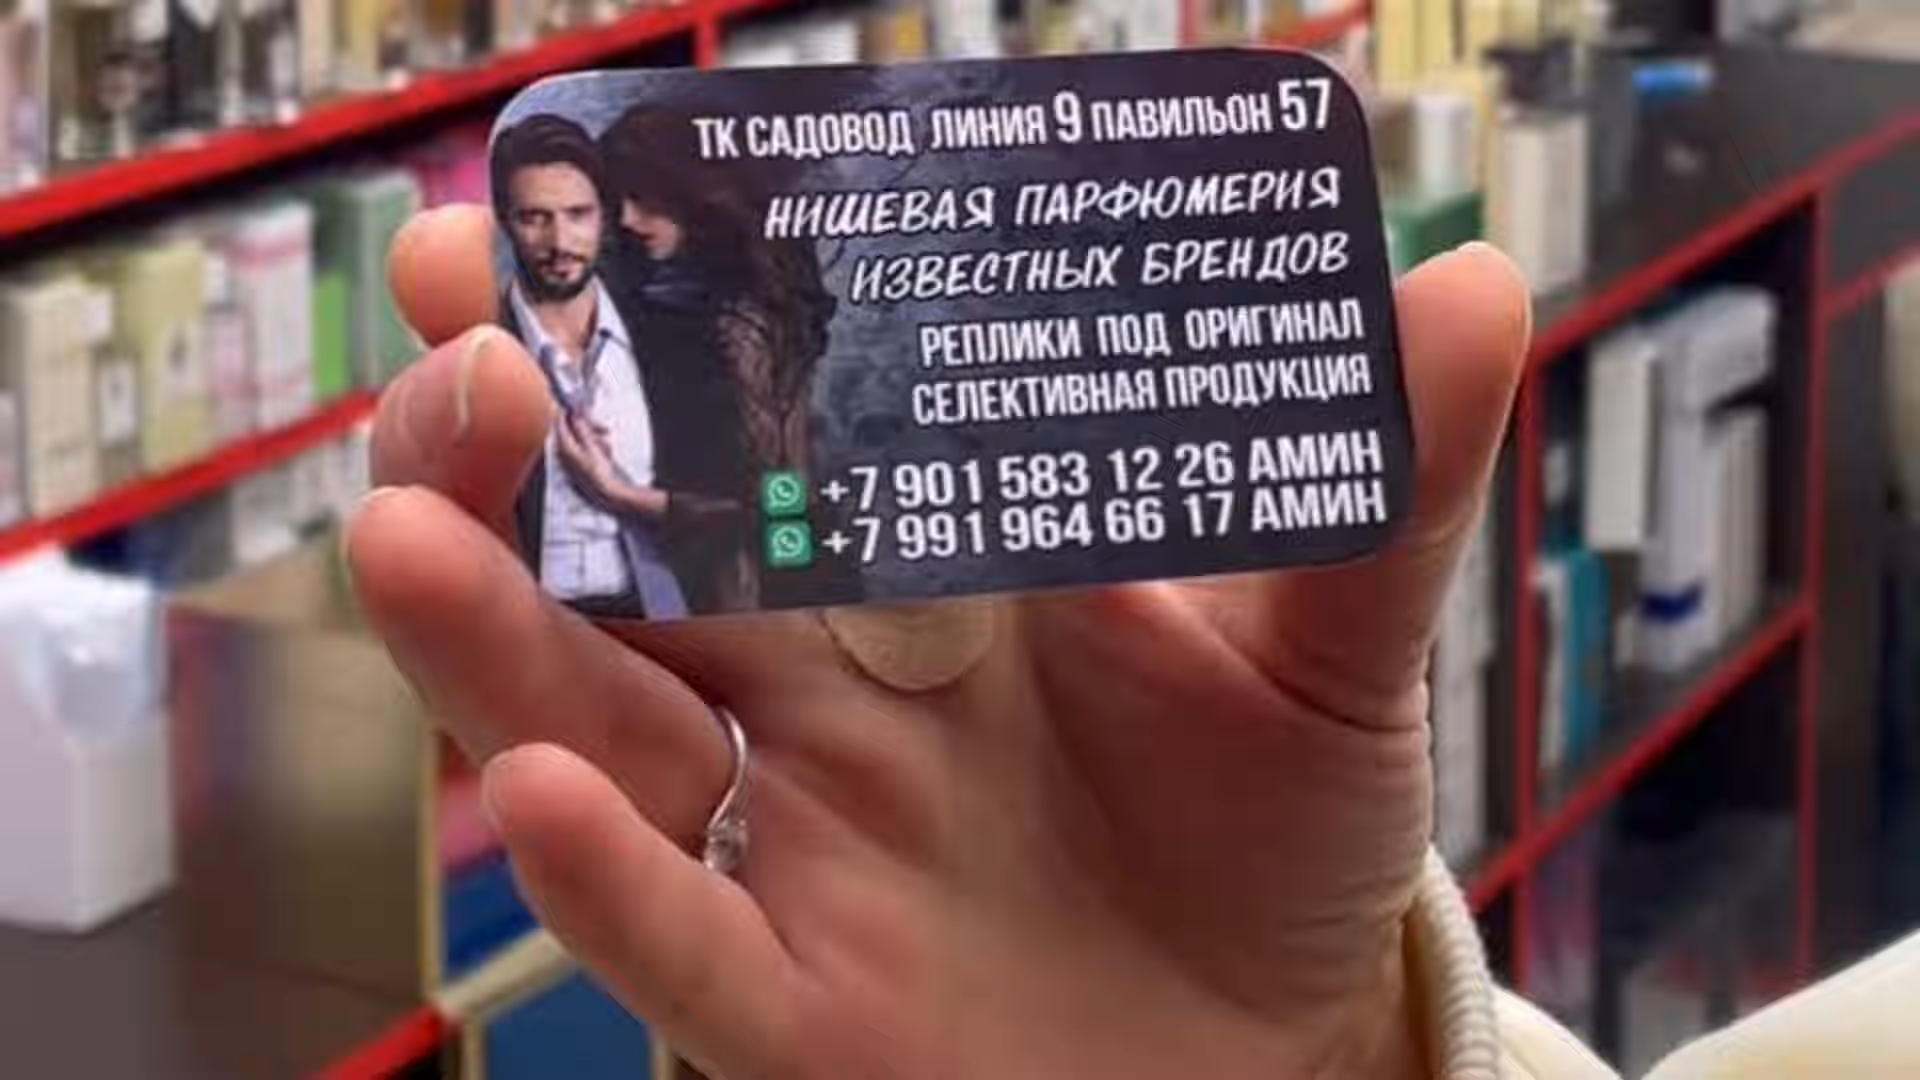 ТК САДОВОД ЛИНИЯ 9 ПАВИЛЬОН 57
НИШЕВАЯ ПАРФЮМЕРИЯ
ИЗВЕСТНЫХ БРЕНДОВ
РЕПЛИКИ ПОД ОРИГИНАЛ
СЕЛЕКТИВНАЯ ПРОДУКЦИЯ
+7 901 583 12 26 АМИН
+7 991 964 66 17 АМИН